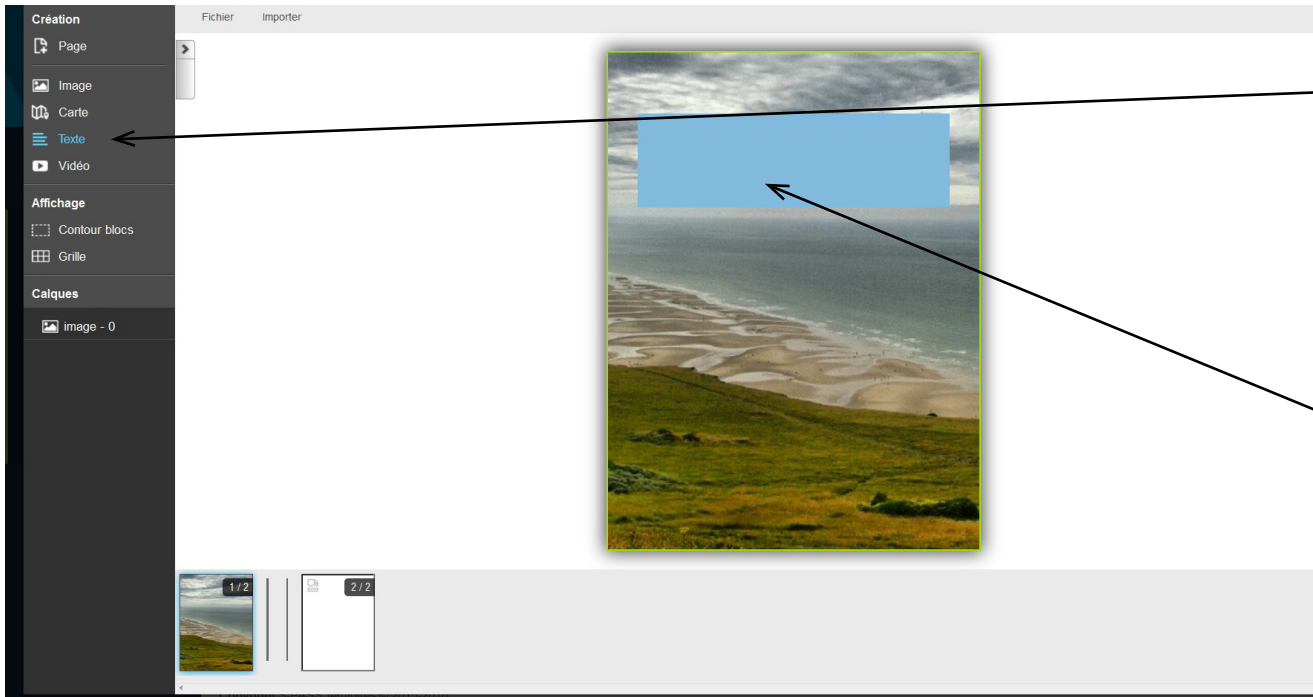 Création
Fichier Importer
Page
Image
Carte
Texte
Vidéo
Affichage
Contour blocs
Grille
Calques
image - 0
1 / 2
2 / 2